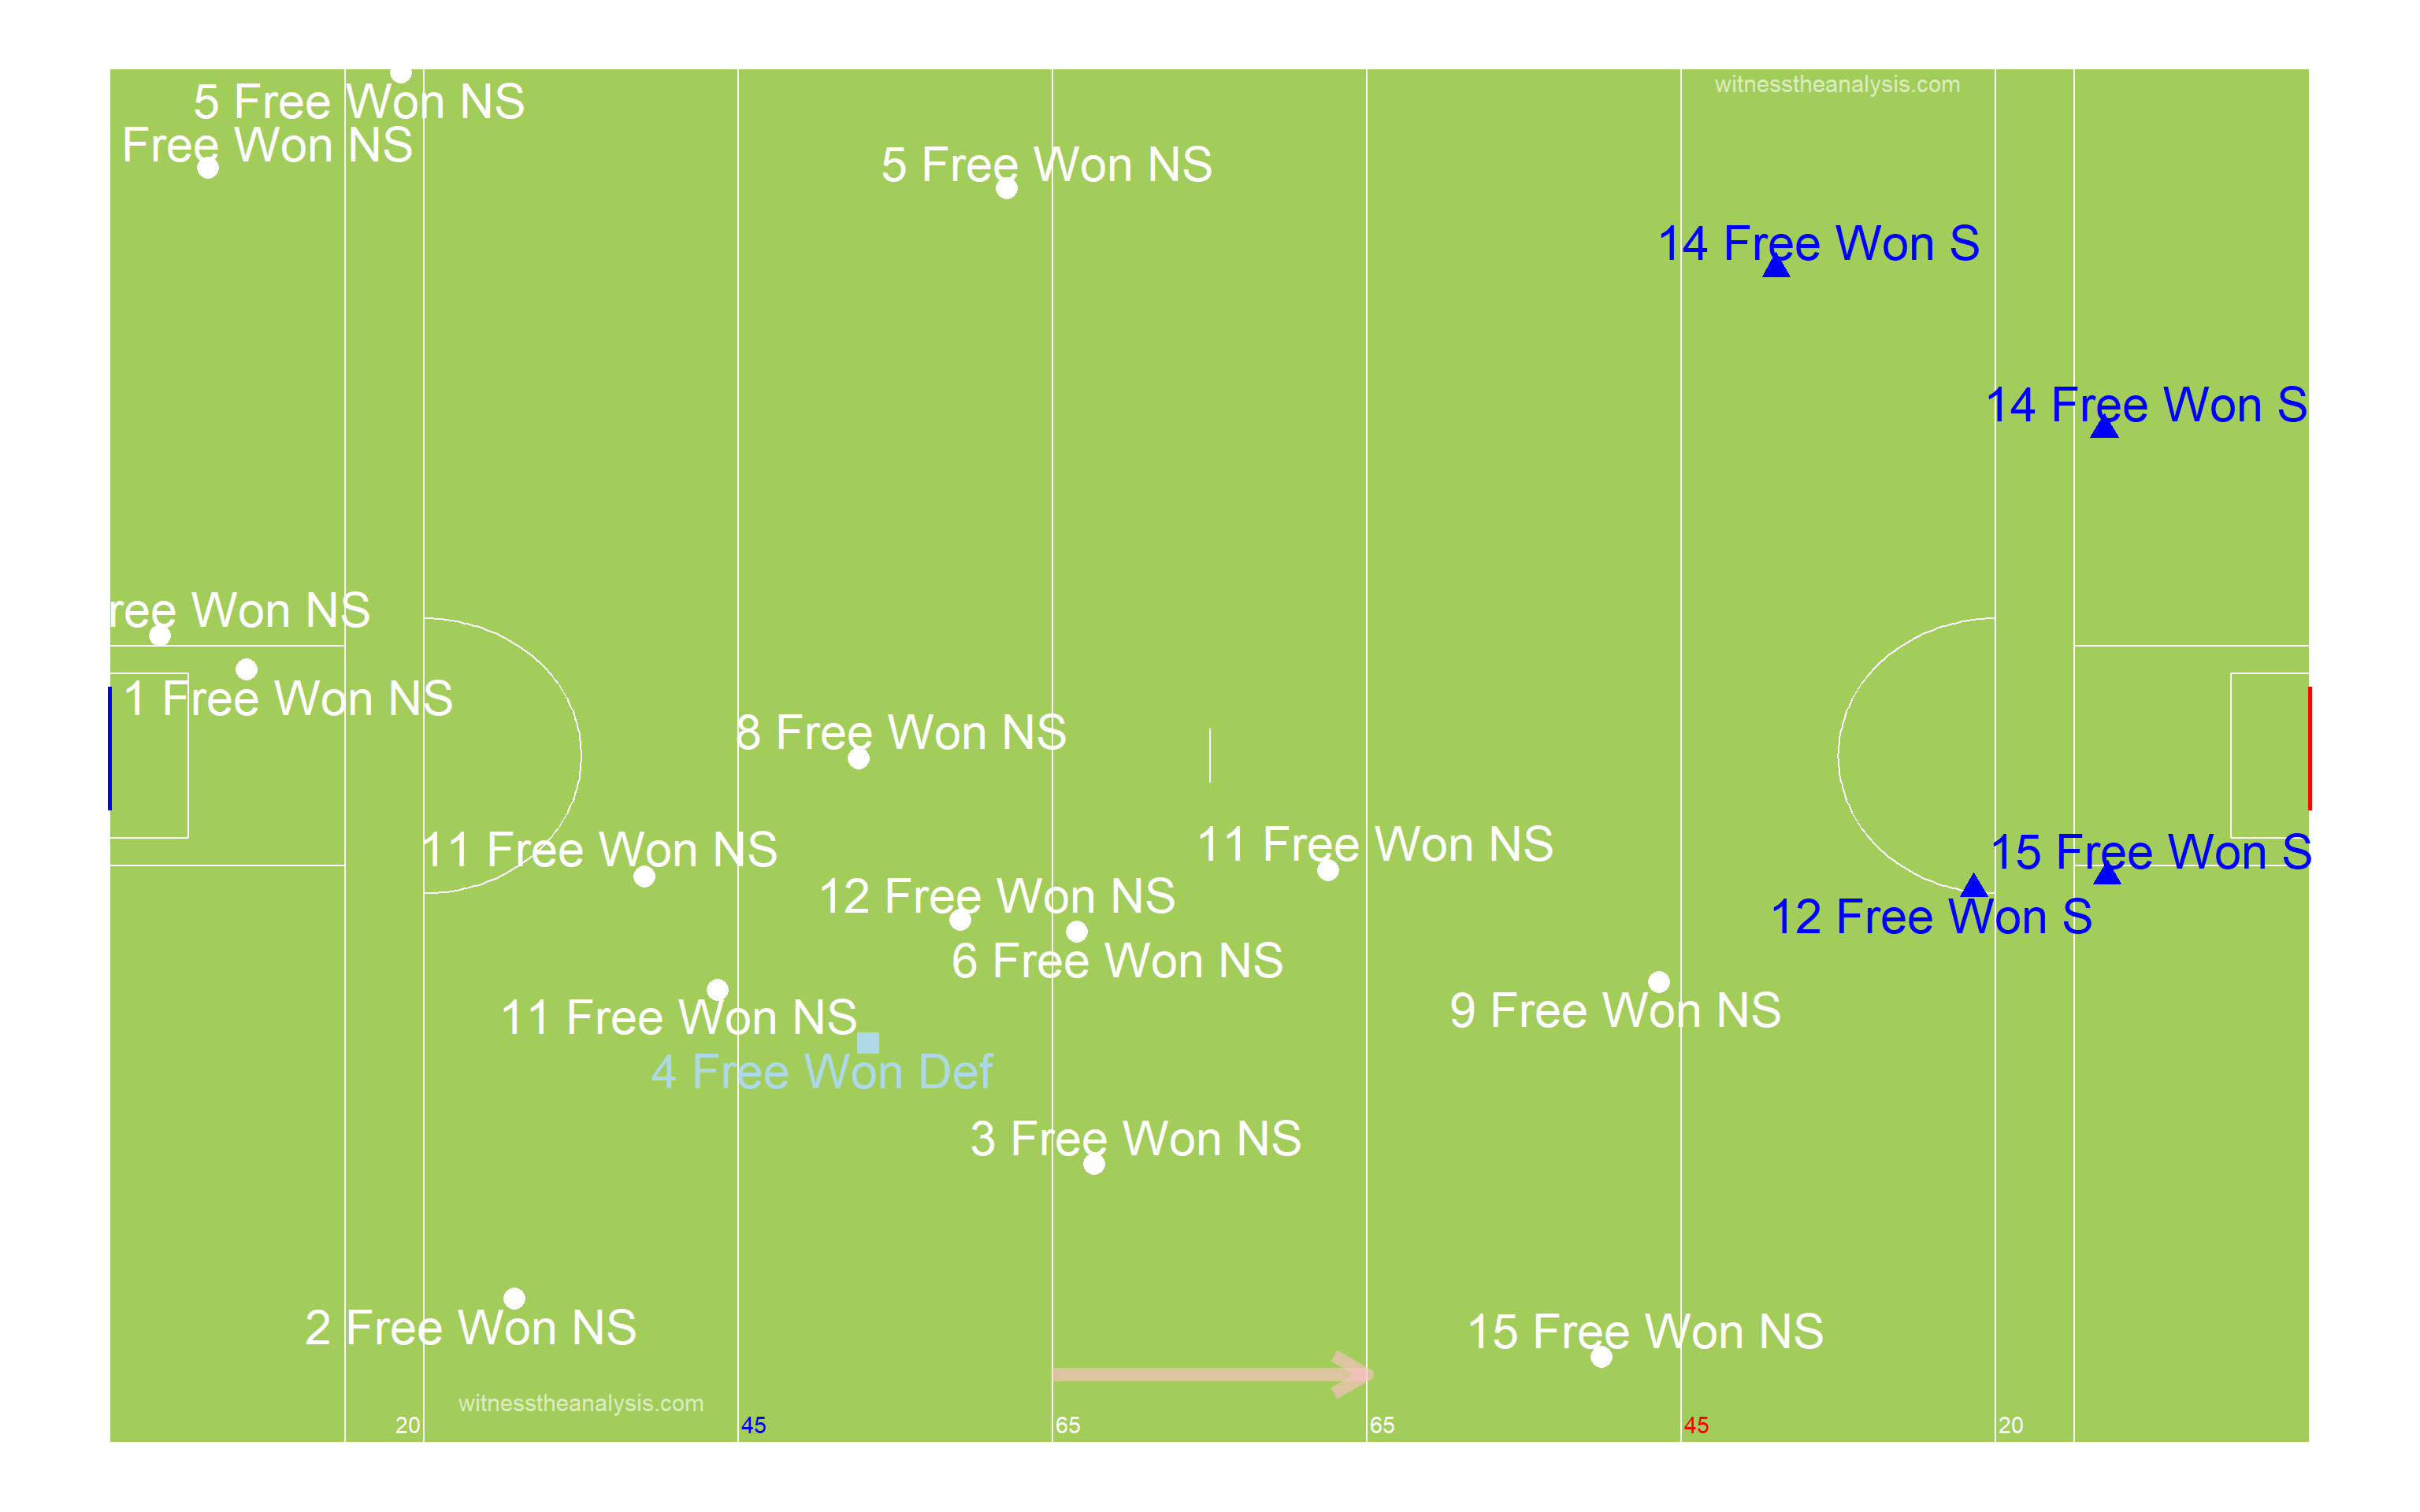 witnesstheanalysis.com
5 Free Won NS
Free Won NS
5 Free Won NS
14 Free Won S
14 Free Won S
ree Won NS
1 Free Won NS
8 Free Won NS
11 Free Won NS
11 Free Won NS
15 Free Won S
12 Free Won NS
12 Free Won S
6 Free Won NS
11 Free Won NS
9 Free Won NS
4 Free Won Def
3 Free Won NS
2 Free Won NS
15 Free Won NS
witnesstheanalysis.com
20 45 65 65 45 20